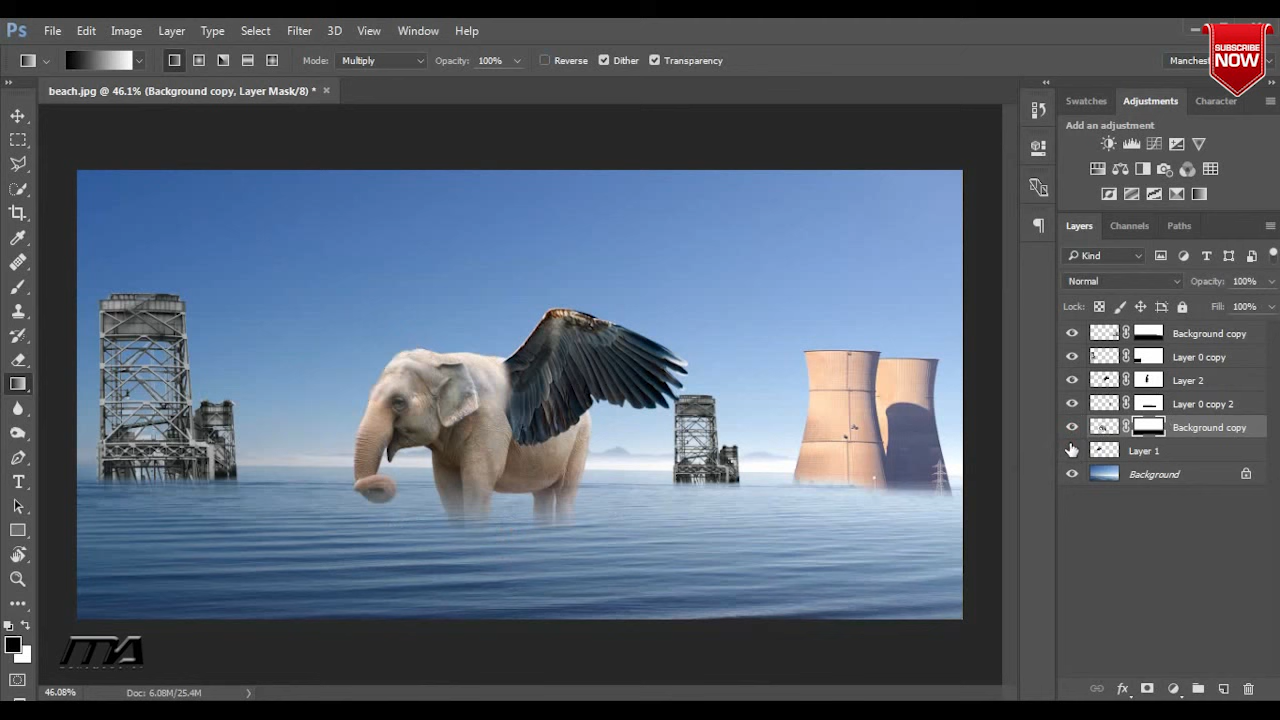 Ps File Edit Image Layer Type Select Filter 3D View Window Help
SUBSCRIBE
NOW
Mode: Multiply Opacity: 100% Reverse Dither Transparency
beach.jpg @ 46.1% (Background copy, Layer Mask/8) * ×
Swatches Adjustments Character
Add an adjustment
Layers Channels Paths
Kind
Normal Opacity: 100%
Lock: Fill: 100%
Background copy
Layer 0 copy
Layer 2
Layer 0 copy 2
Background copy
Layer 1
Background
MA
46.08% Doc: 6.08M/25.4M